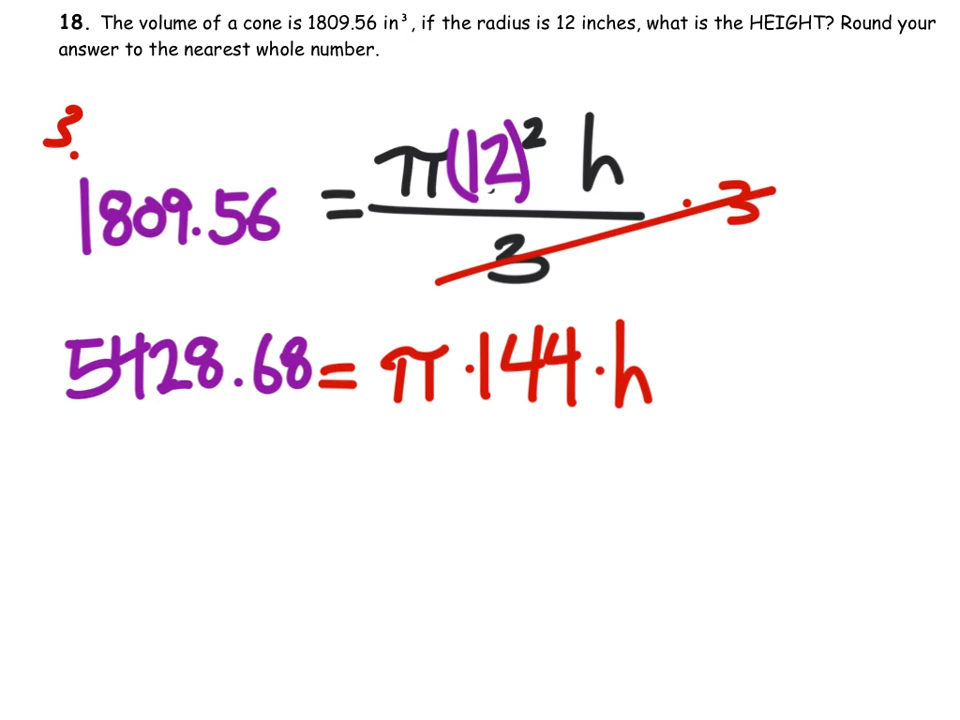 18. The volume of a cone is 1809.56 in³, if the radius is 12 inches, what is the HEIGHT? Round your
answer to the nearest whole number.
3. 1809.56 = π(12)² h / 3 · 3
5428.68 = π · 144 · h